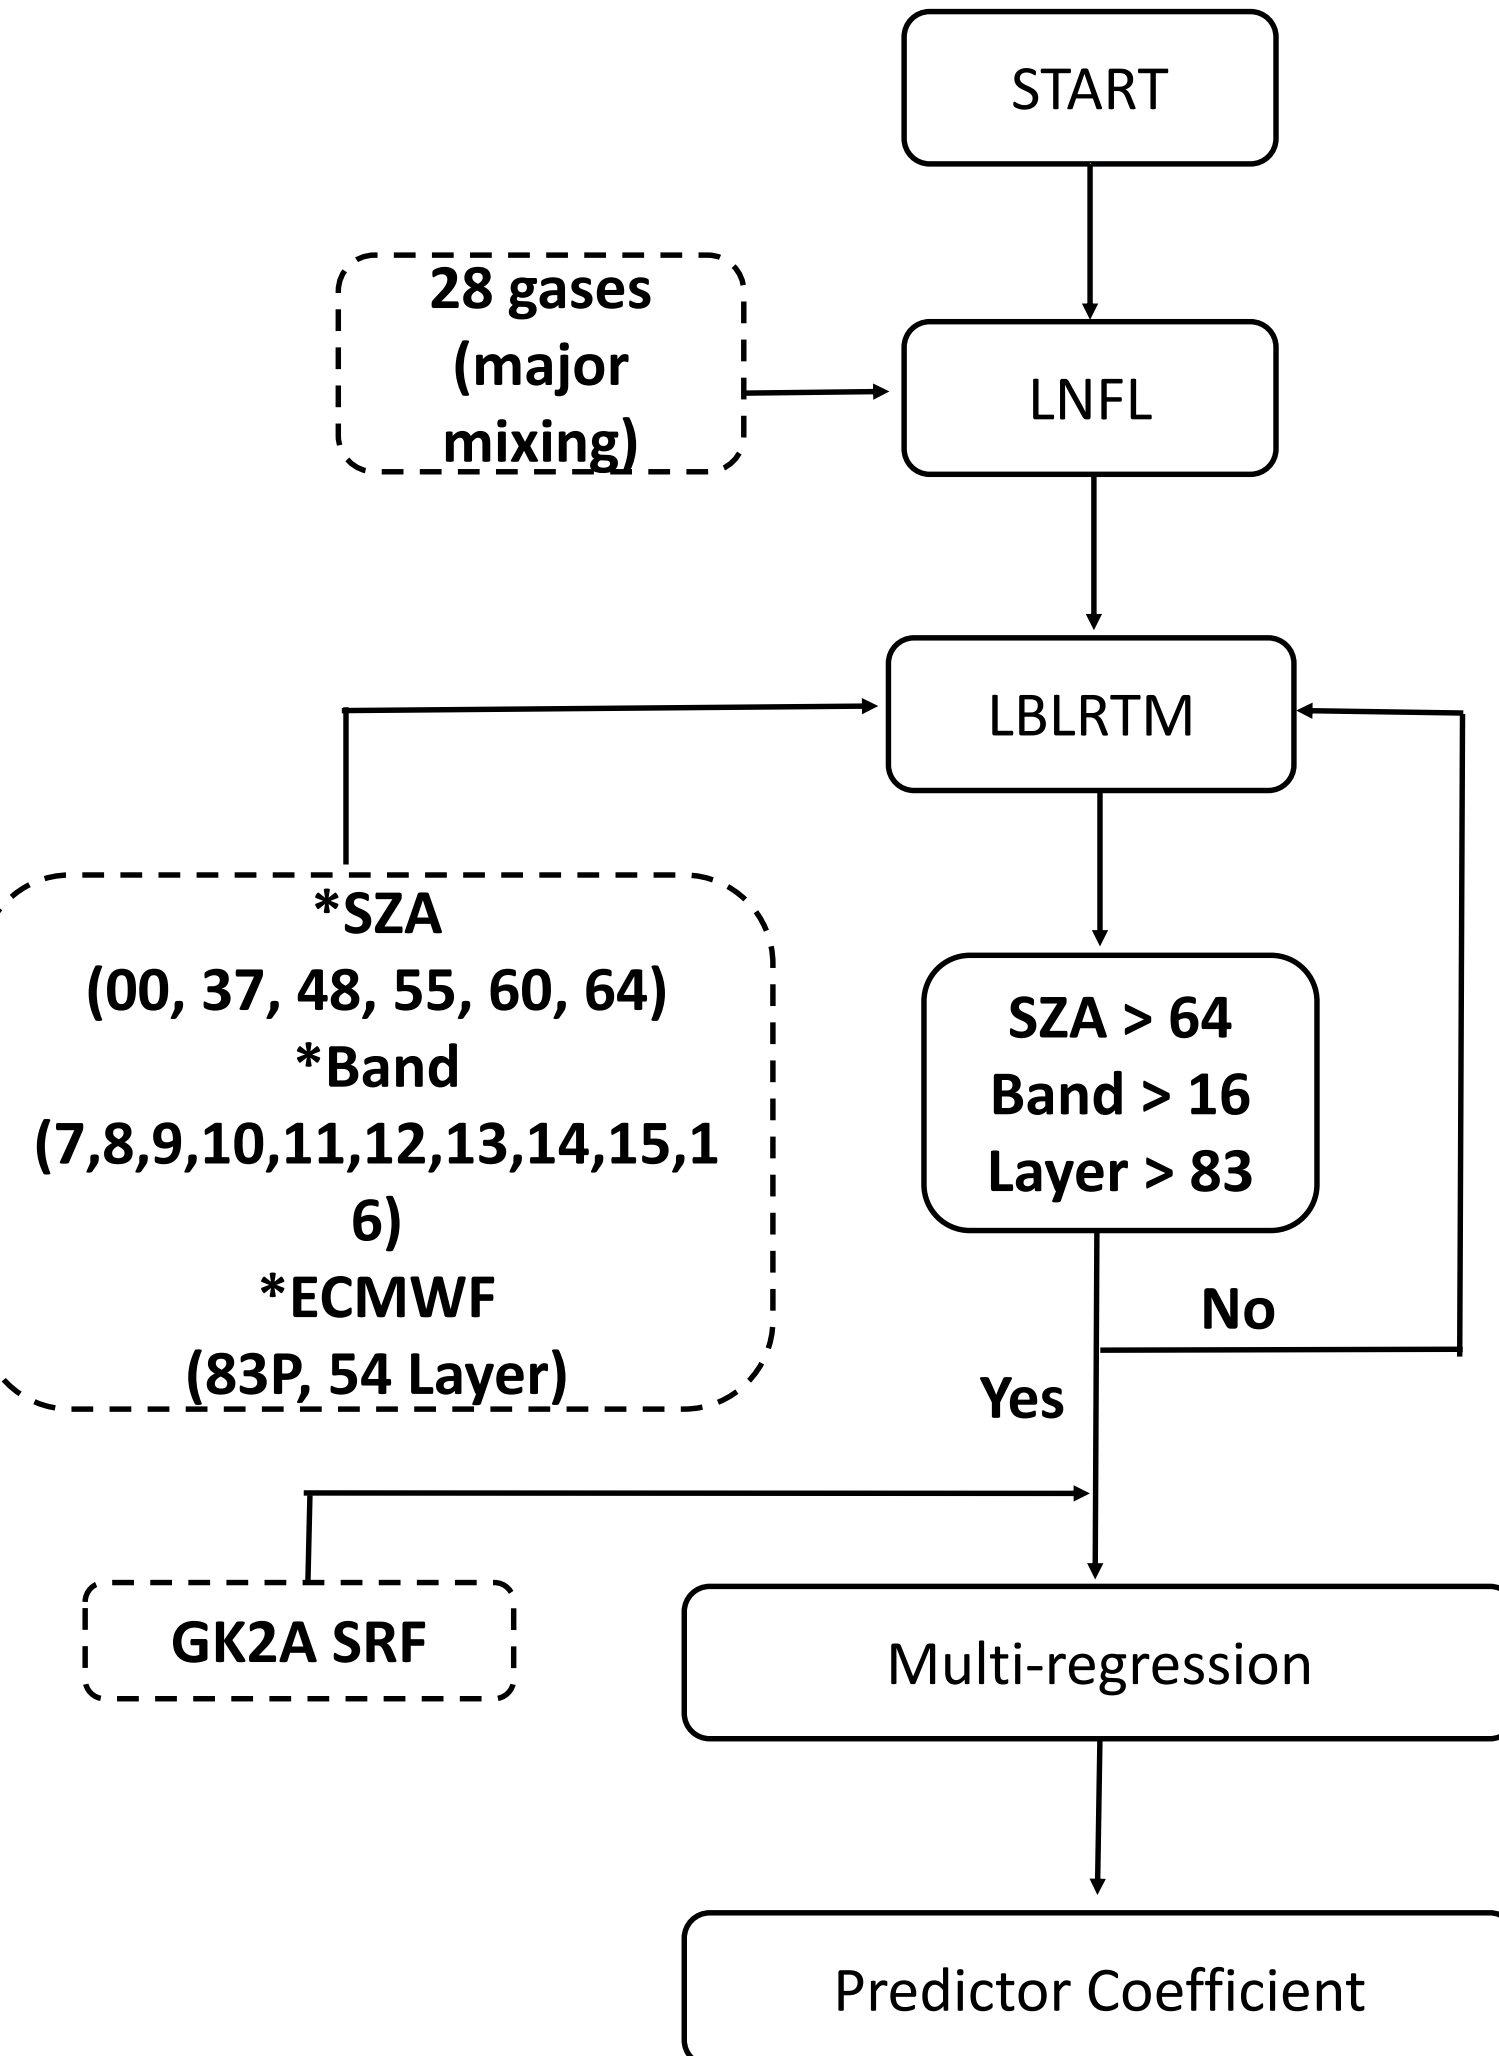 START
28 gases
(major
mixing)
LNFL
LBLRTM
*SZA
(00, 37, 48, 55, 60, 64)
*Band
(7,8,9,10,11,12,13,14,15,1
6)
*ECMWF
(83P, 54 Layer)
SZA > 64
Band > 16
Layer > 83
No
Yes
GK2A SRF
Multi-regression
Predictor Coefficient